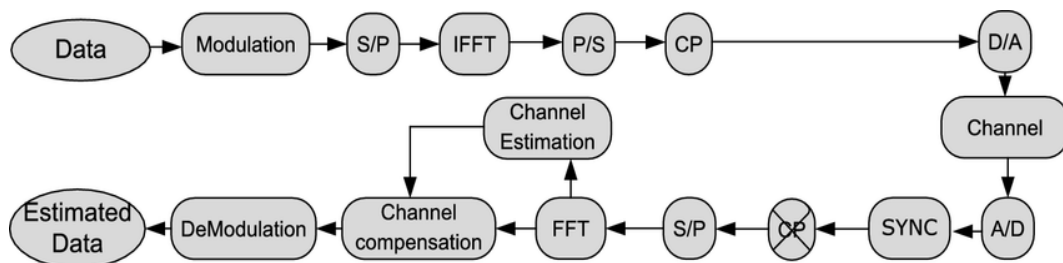 Data
Modulation
S/P
IFFT
P/S
CP
D/A
Channel
Estimation
Channel
Estimated
Data
DeModulation
Channel
compensation
FFT
S/P
CP
SYNC
A/D